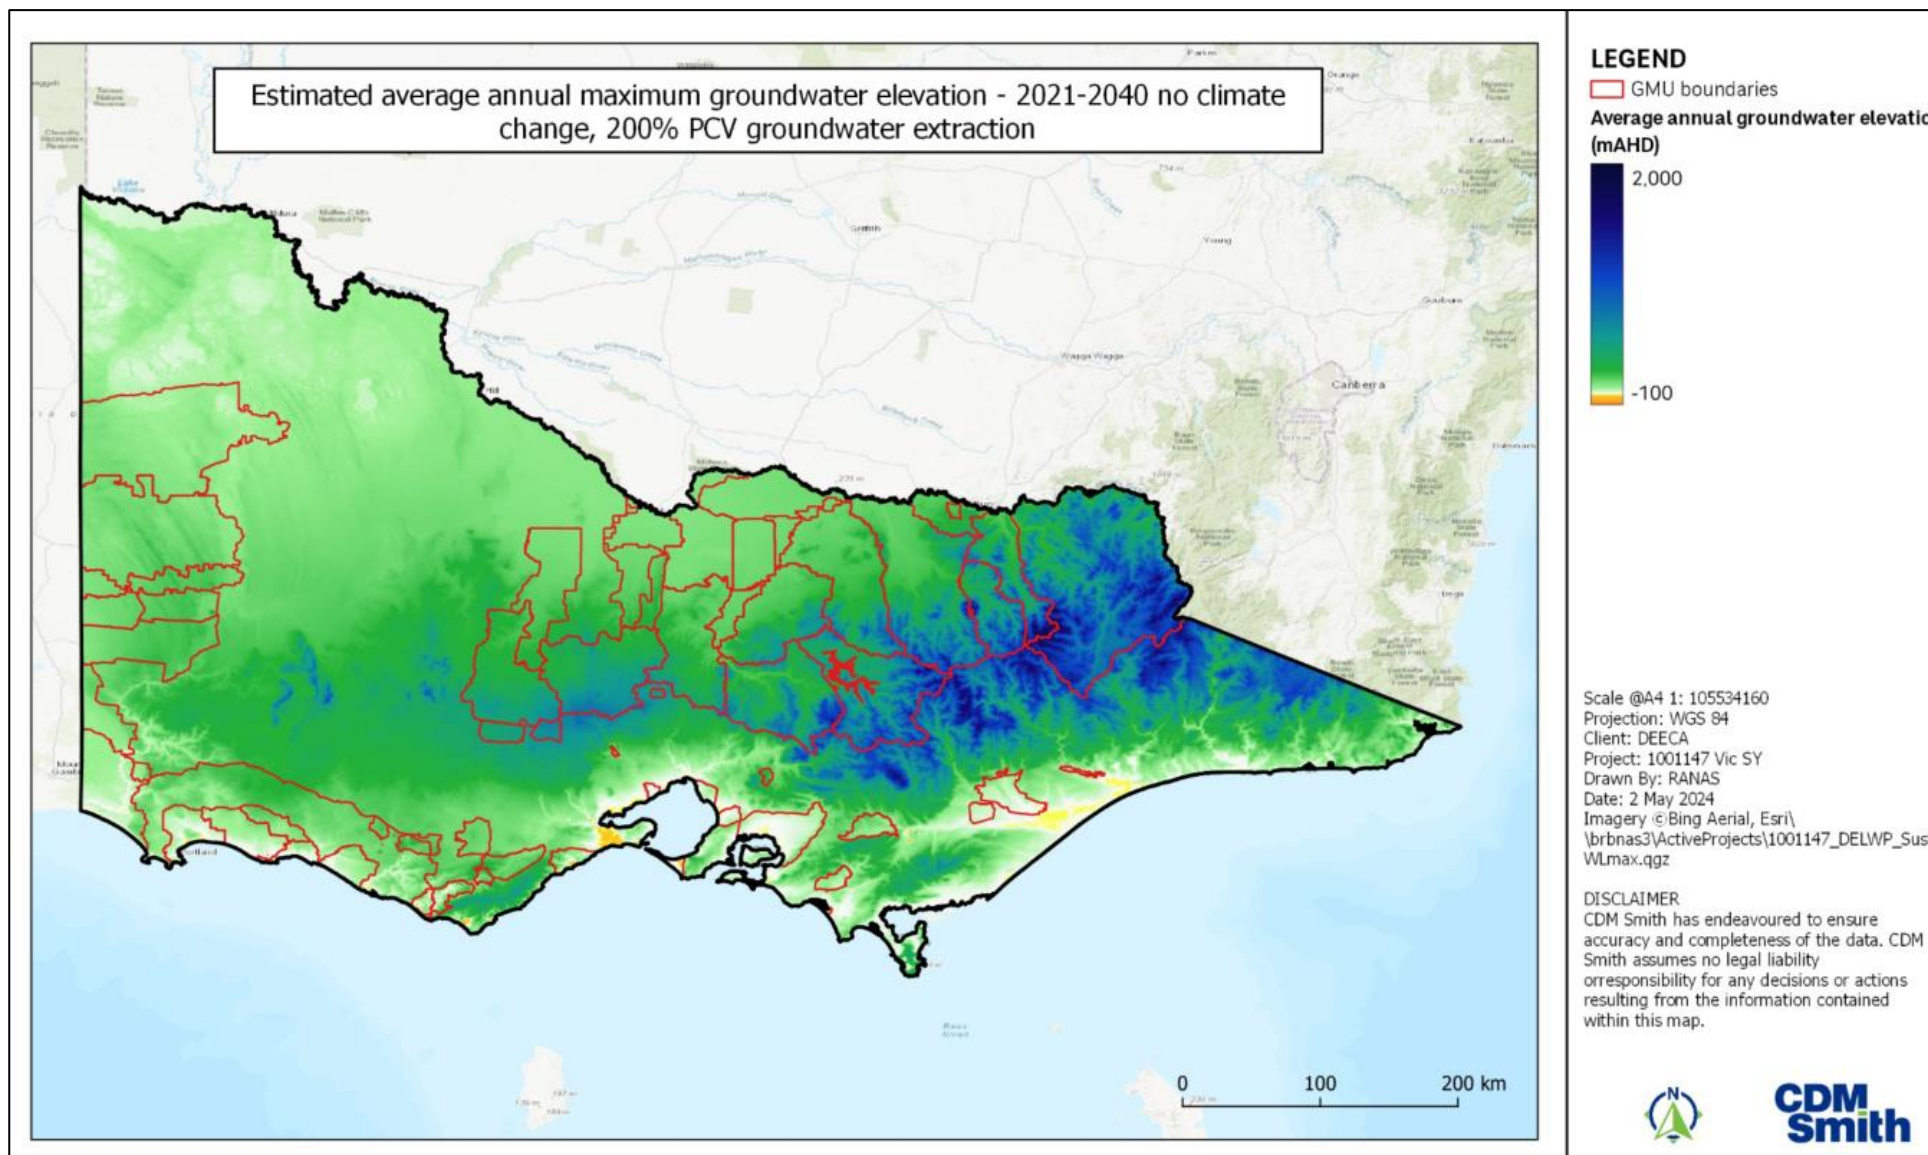 Estimated average annual maximum groundwater elevation - 2021-2040 no climate
change, 200% PCV groundwater extraction
LEGEND
GMU boundaries
Average annual groundwater elevatio
(mAHD)
2,000
-100
Griffith
Young
Goulburn
Wagga Wagga
Canberra
Scale @A4 1: 105534160
Projection: WGS 84
Client: DEECA
Project: 1001147 Vic SY
Drawn By: RANAS
Date: 2 May 2024
Imagery ©Bing Aerial, Esri\
\brbnas3\ActiveProjects\1001147_DELWP_Sus
WLmax.qgz
DISCLAIMER
CDM Smith has endeavoured to ensure
accuracy and completeness of the data. CDM
Smith assumes no legal liability
orresponsibility for any decisions or actions
resulting from the information contained
within this map.
0 100 200 km
N
CDM
Smith